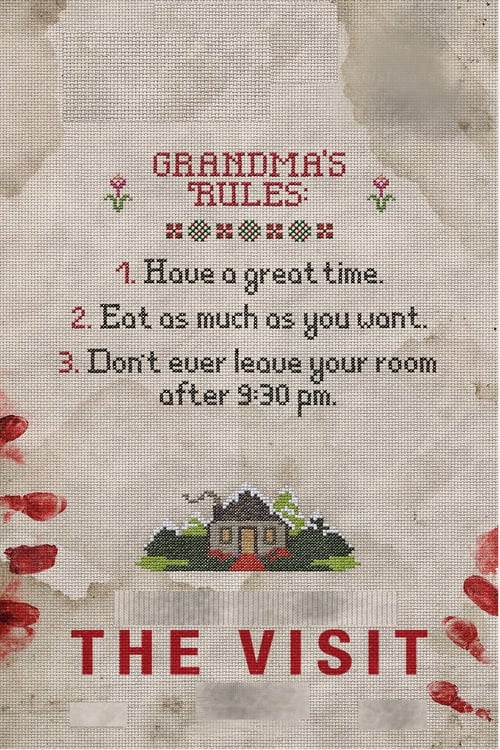 GRANDMA'S
RULES:
1. Have a great time.
2. Eat as much as you want.
3. Don't ever leave your room
after 9:30 pm.
THE VISIT